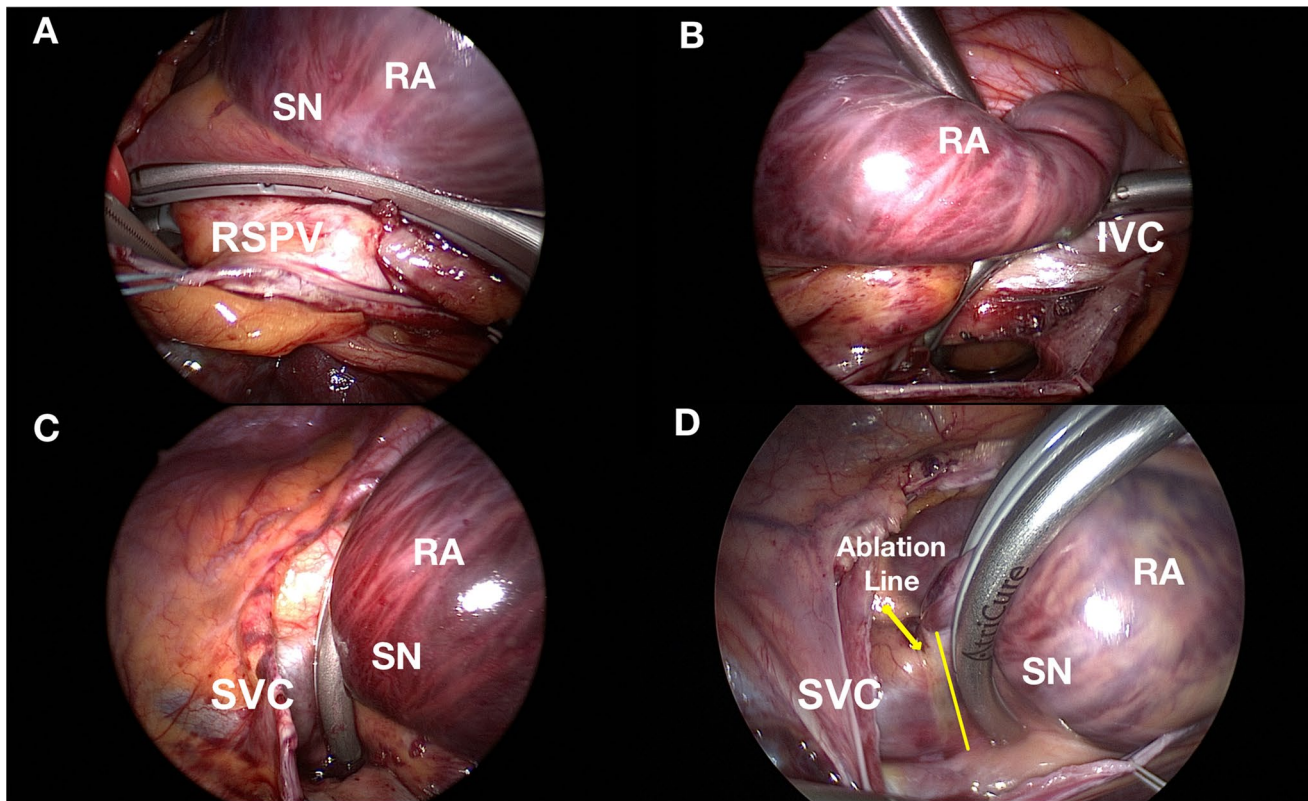 A
RA
SN
RSPV
B
RA
IVC
C
RA
SN
SVC
D
Ablation
Line
AtriCure
RA
SN
SVC